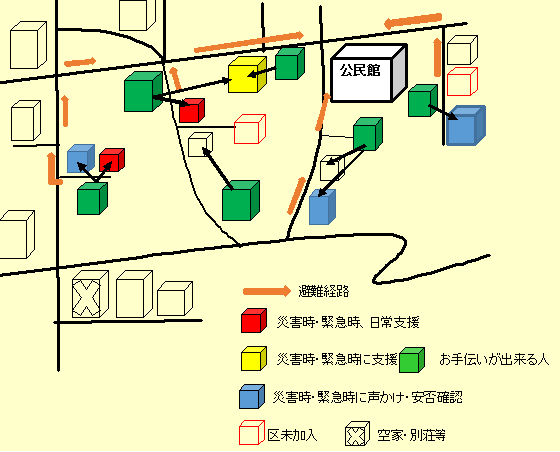 公民館
避難経路
災害時・緊急時、日常支援
災害時・緊急時に支援 お手伝いが出来る人
災害時・緊急時に声かけ・安否確認
区未加入 空家・別荘等